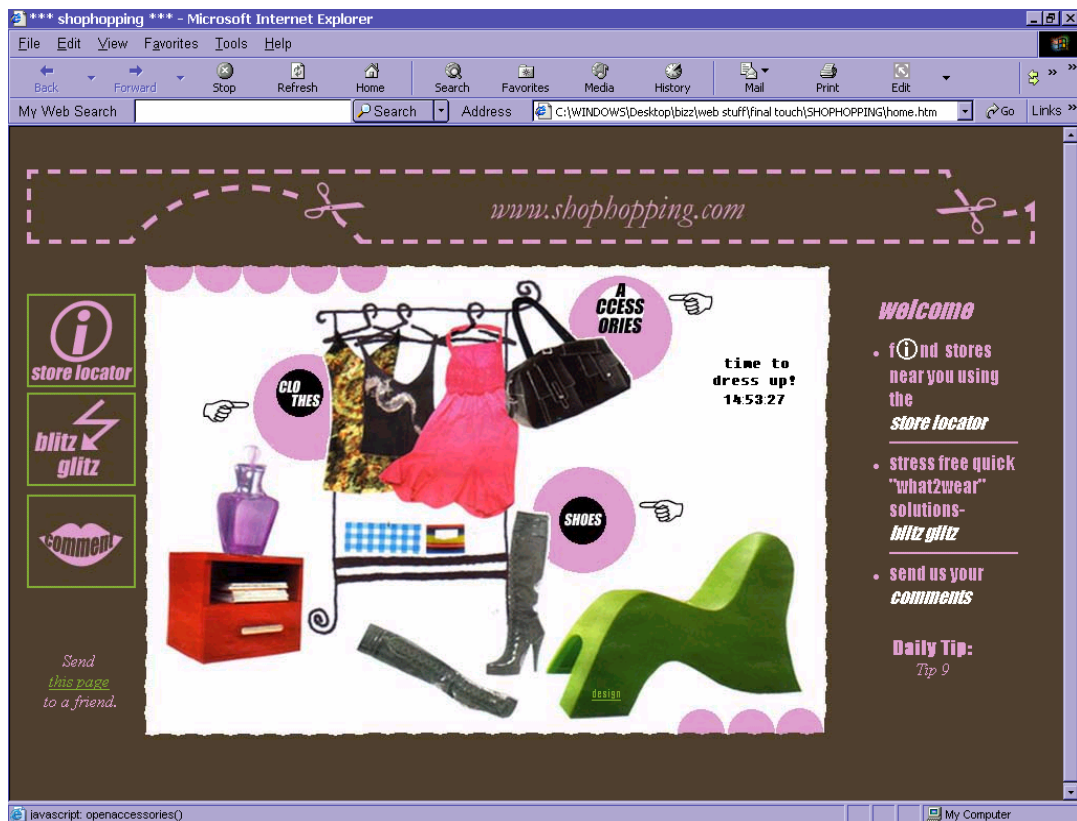 *** shophopping *** - Microsoft Internet Explorer
File Edit View Favorites Tools Help
Back Forward Stop Refresh Home Search Favorites Media History Mail Print Edit
My Web Search Search Address C:\WINDOWS\Desktop\bizz\web stuff\final touch\SHOPHOPPING\home.htm Go Links
www.shophopping.com
store locator
blitz
glitz
comment
Send
this page
to a friend.
A
CCESS
ORIES
CLO
THES
SHOES
time to
dress up!
14:53:27
design
welcome
find stores
near you using
the
store locator
stress free quick
"what2wear"
solutions-
blitz glitz
send us your
comments
Daily Tip:
Tip 9
javascript: openaccessories()
My Computer